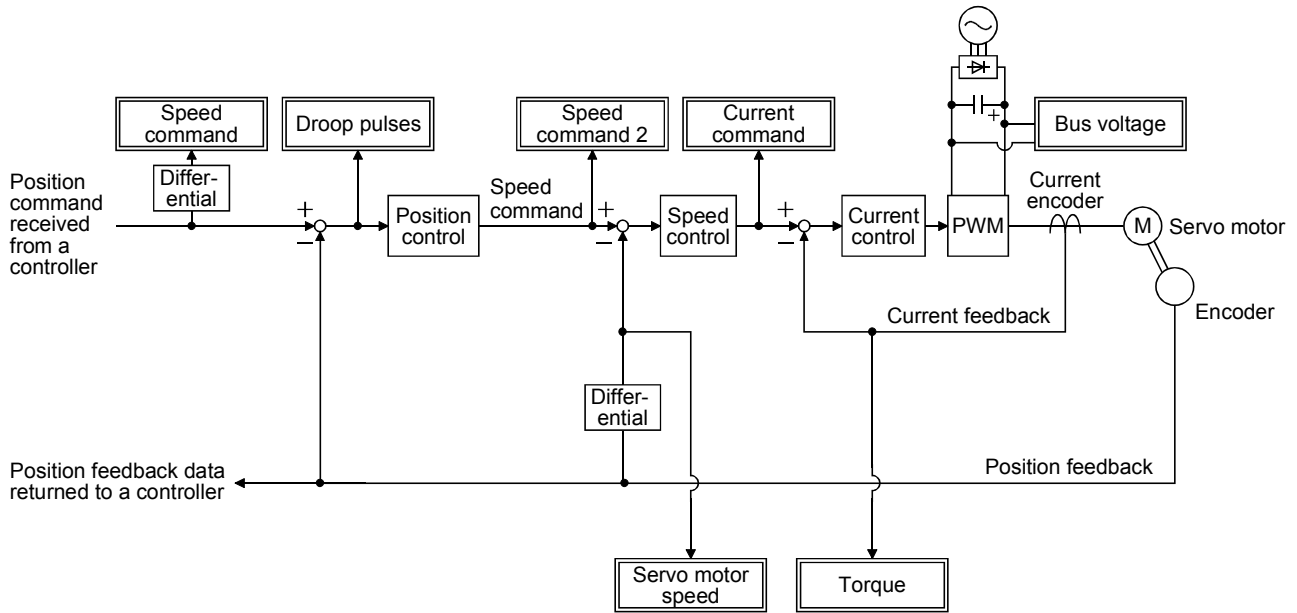 Speed
command
Droop pulses
Speed
command 2
Current
command
Bus voltage
Position
command
received
from a
controller
Differ-
ential
+
−
Position
control
Speed
command
+
−
Speed
control
+
−
Current
control
PWM
+
Current
encoder
M
Servo motor
Encoder
Current feedback
Differ-
ential
Position feedback data
returned to a controller
Position feedback
Servo motor
speed
Torque